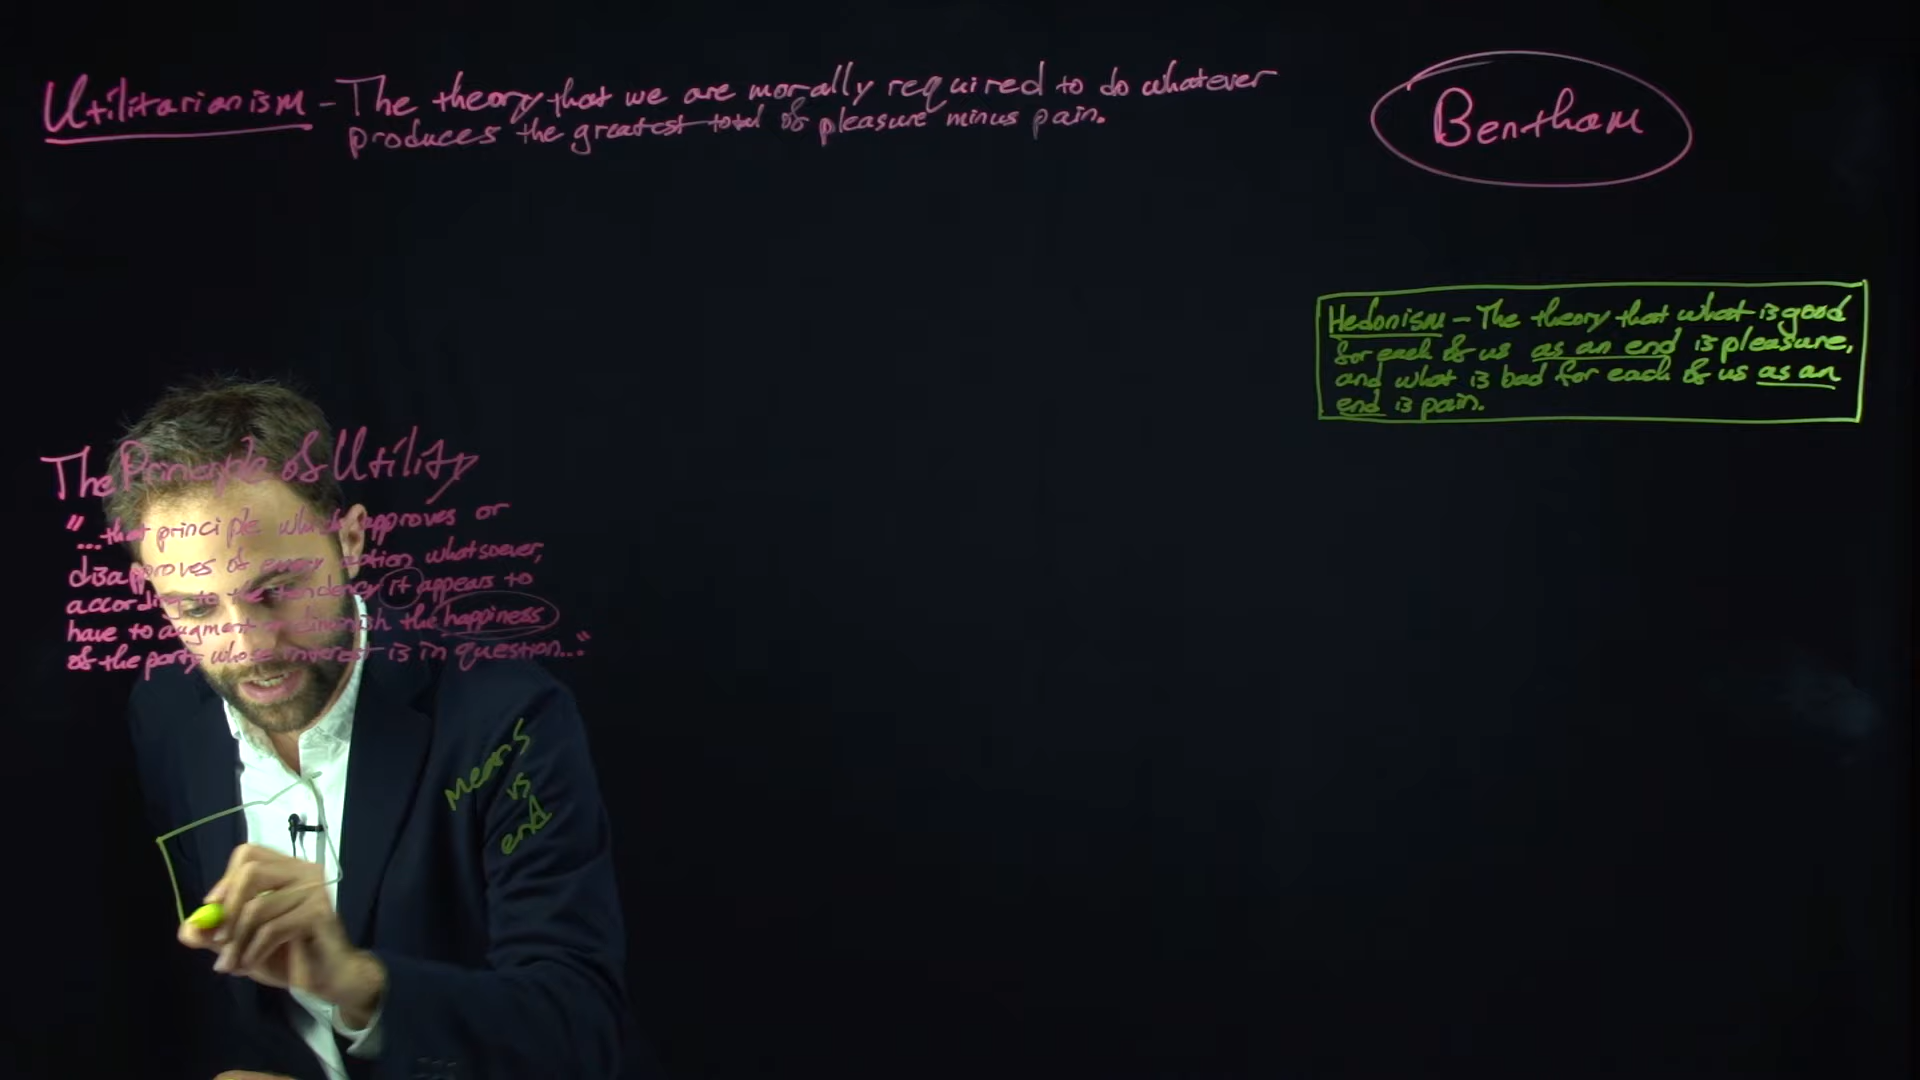 Utilitarianism - The theory that we are morally required to do whatever
produces the greatest total of pleasure minus pain.
Bentham
Hedonism - The theory that what is good
for each of us as an end is pleasure,
and what is bad for each of us as an
end is pain.
The Principle of Utility
"...that principle which approves or
disapproves of every action whatsoever,
according to the tendency it appears to
have to augment or diminish the happiness
of the party whose interest is in question..."
Means
vs
end